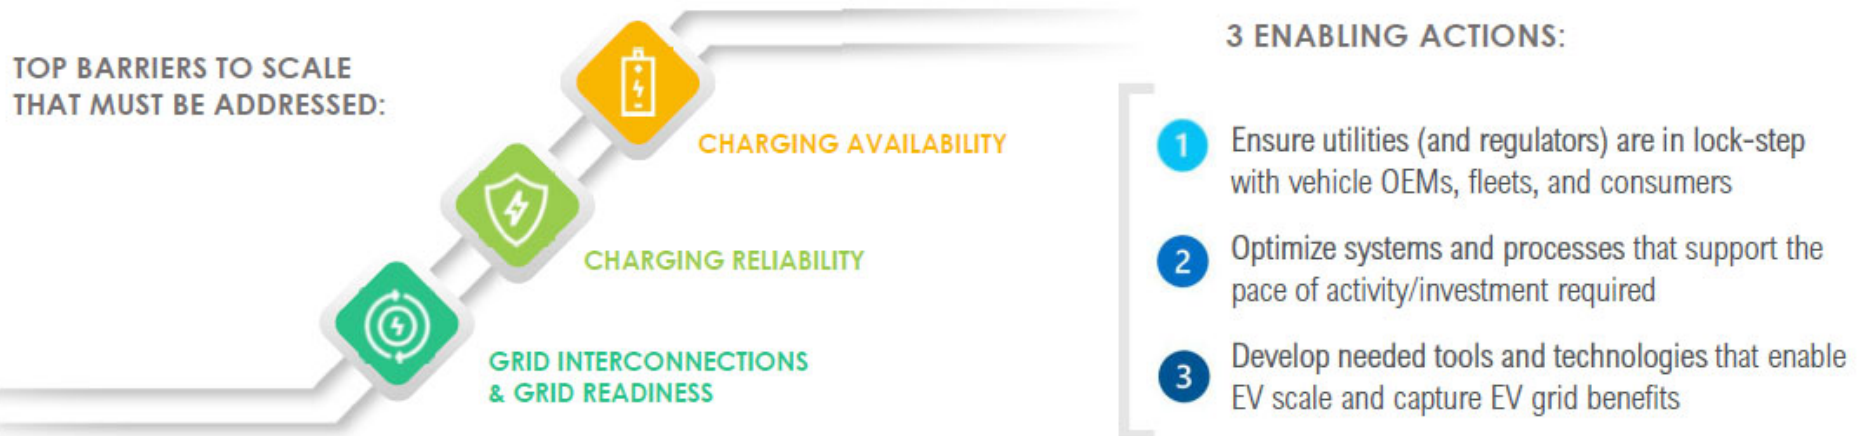 TOP BARRIERS TO SCALE
THAT MUST BE ADDRESSED:
CHARGING AVAILABILITY
CHARGING RELIABILITY
GRID INTERCONNECTIONS
& GRID READINESS
3 ENABLING ACTIONS:
1 Ensure utilities (and regulators) are in lock-step
with vehicle OEMs, fleets, and consumers
2 Optimize systems and processes that support the
pace of activity/investment required
3 Develop needed tools and technologies that enable
EV scale and capture EV grid benefits